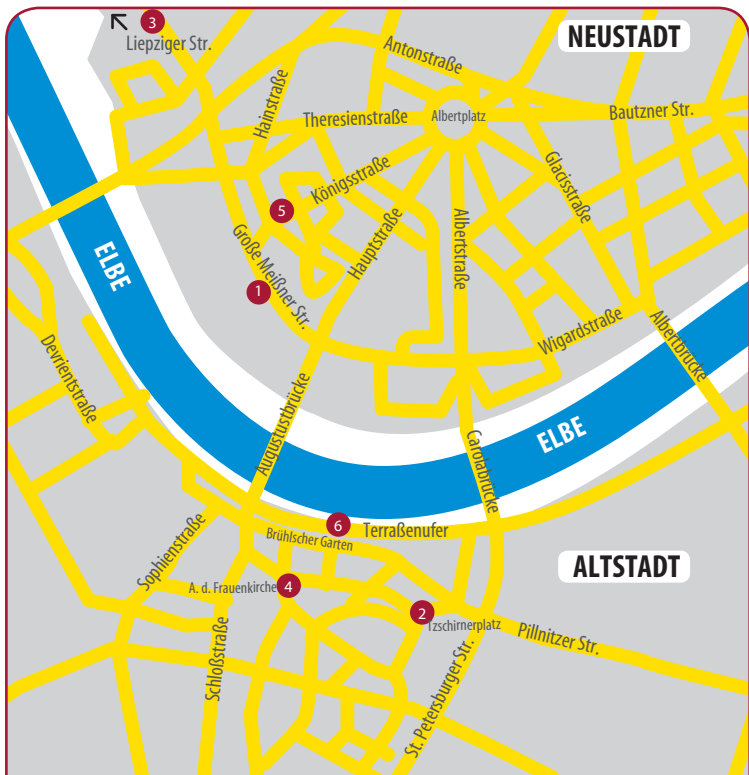 3
Liepziger Str.
NEUSTADT
Antonstraße
Hainstraße
Theresienstraße
Albertplatz
Bautzner Str.
Königsstraße
Glacisstraße
5
Große Meißner Str.
Hauptstraße
Albertstraße
ELBE
1
Wigardstraße
Albertbrücke
Devrientstraße
Augustustbrücke
Carolabrücke
ELBE
6
Terraßenufer
Brühlscher Garten
Sophienstraße
ALTSTADT
A. d. Frauenkirche
4
2
Tzschirnerplatz
Pillnitzer Str.
Schloßstraße
St. Petersburger Str.